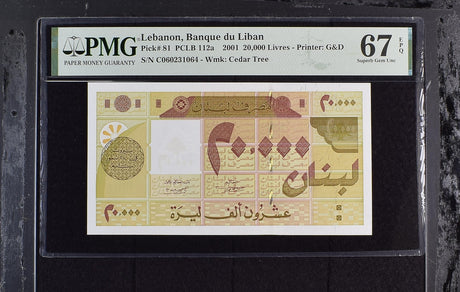 PMG
PAPER MONEY GUARANTY
Lebanon, Banque du Liban
Pick# 81 PCLB 112a 2001 20,000 Livres - Printer: G&D
S/N C060231064 - Wmk: Cedar Tree
67 EPQ
Superb Gem Unc
مصرف لبنان
٢٠٠٠٠
٢٠٠٠٠
لبنان
٢٠٠٠٠
عشرون ألف ليرة